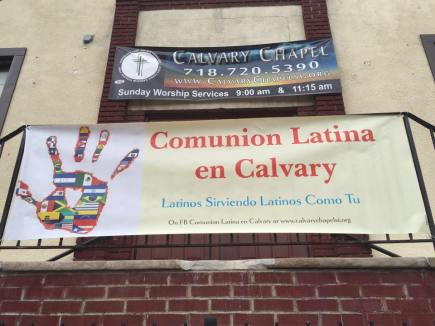 CALVARY CHAPEL
718.720.5390
WWW.CALVARYCHAPELSI.ORG
Sunday Worship Services 9:00 am & 11:15 am
Comunion Latina
en Calvary
Latinos Sirviendo Latinos Como Tu
On FB Comunion Latina en Calvary or www.calvarychapelsi.org